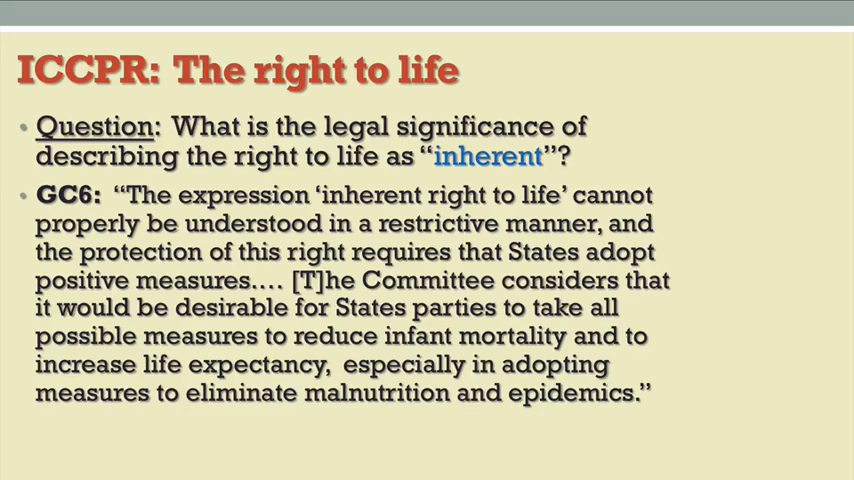 ICCPR: The right to life
• Question: What is the legal significance of
describing the right to life as “inherent”?
• GC6: “The expression ‘inherent right to life’ cannot
properly be understood in a restrictive manner, and
the protection of this right requires that States adopt
positive measures…. [T]he Committee considers that
it would be desirable for States parties to take all
possible measures to reduce infant mortality and to
increase life expectancy, especially in adopting
measures to eliminate malnutrition and epidemics.”